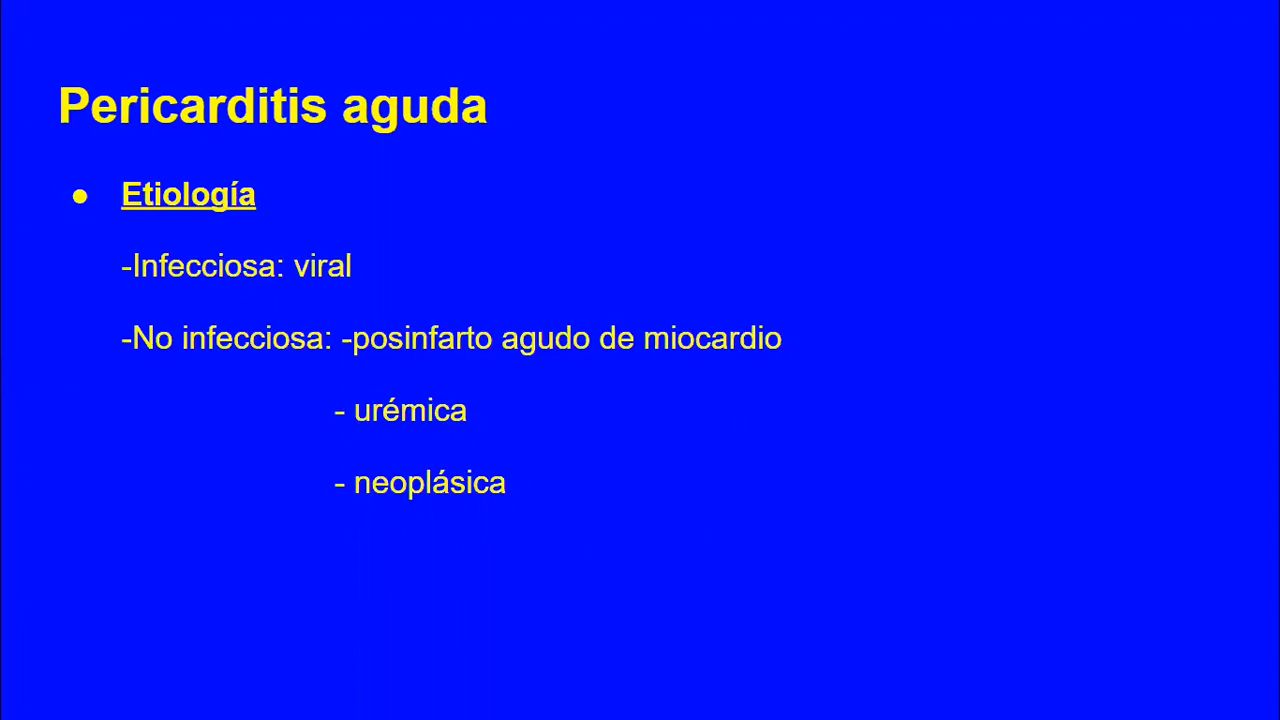 Pericarditis aguda
● Etiología
-Infecciosa: viral
-No infecciosa: -posinfarto agudo de miocardio
- urémica
- neoplásica